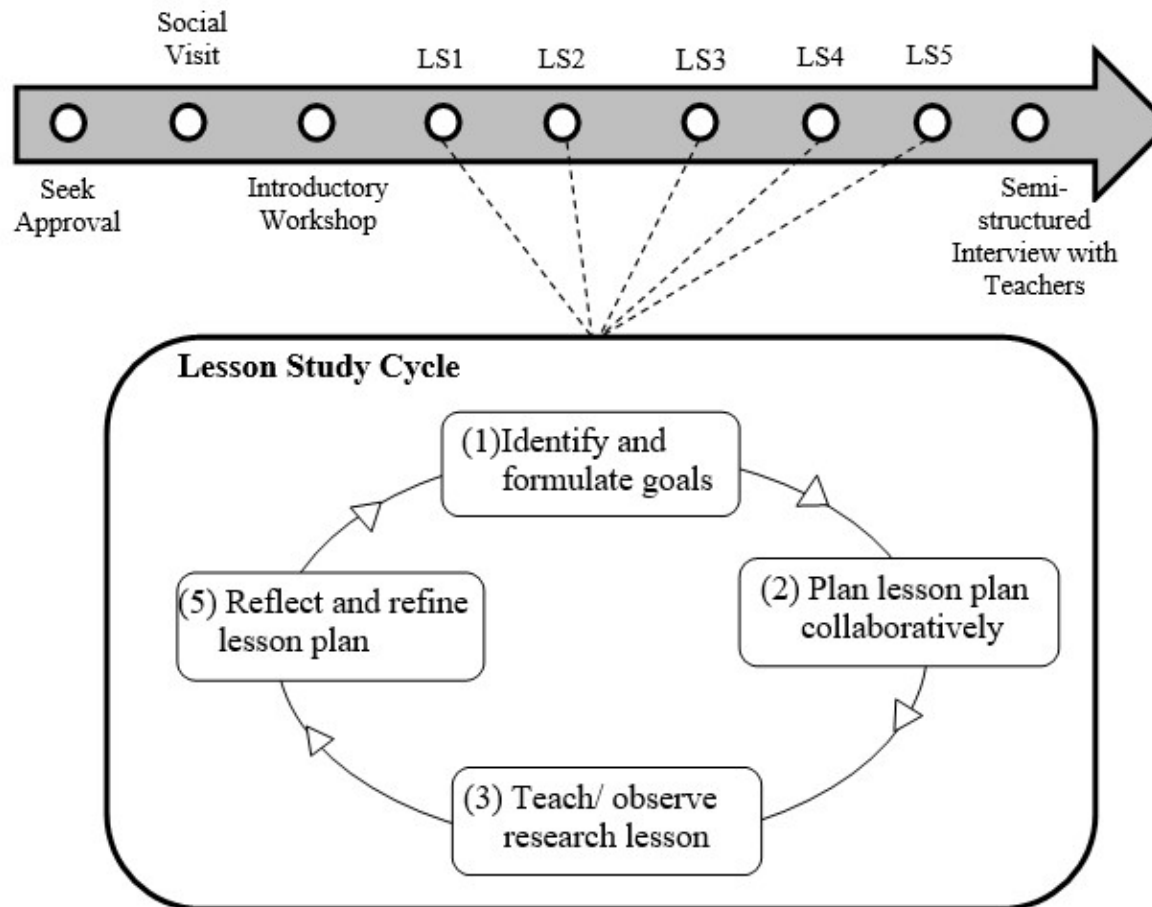 Social
Visit
LS1
LS2
LS3
LS4
LS5
Seek
Approval
Introductory
Workshop
Semi-
structured
Interview with
Teachers
Lesson Study Cycle
(1)Identify and
formulate goals
(2) Plan lesson plan
collaboratively
(3) Teach/ observe
research lesson
(5) Reflect and refine
lesson plan